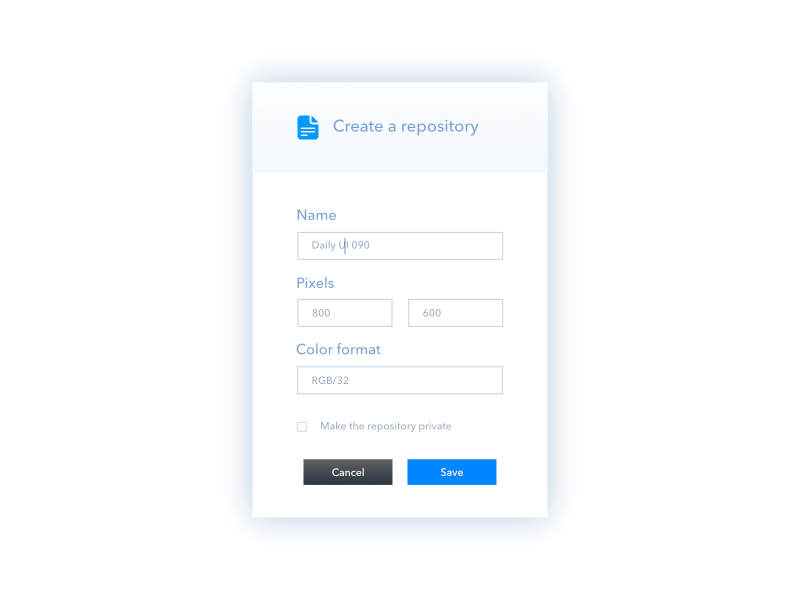 Create a repository
Name
Daily UI 090
Pixels
800 600
Color format
RGB/32
Make the repository private
Cancel Save